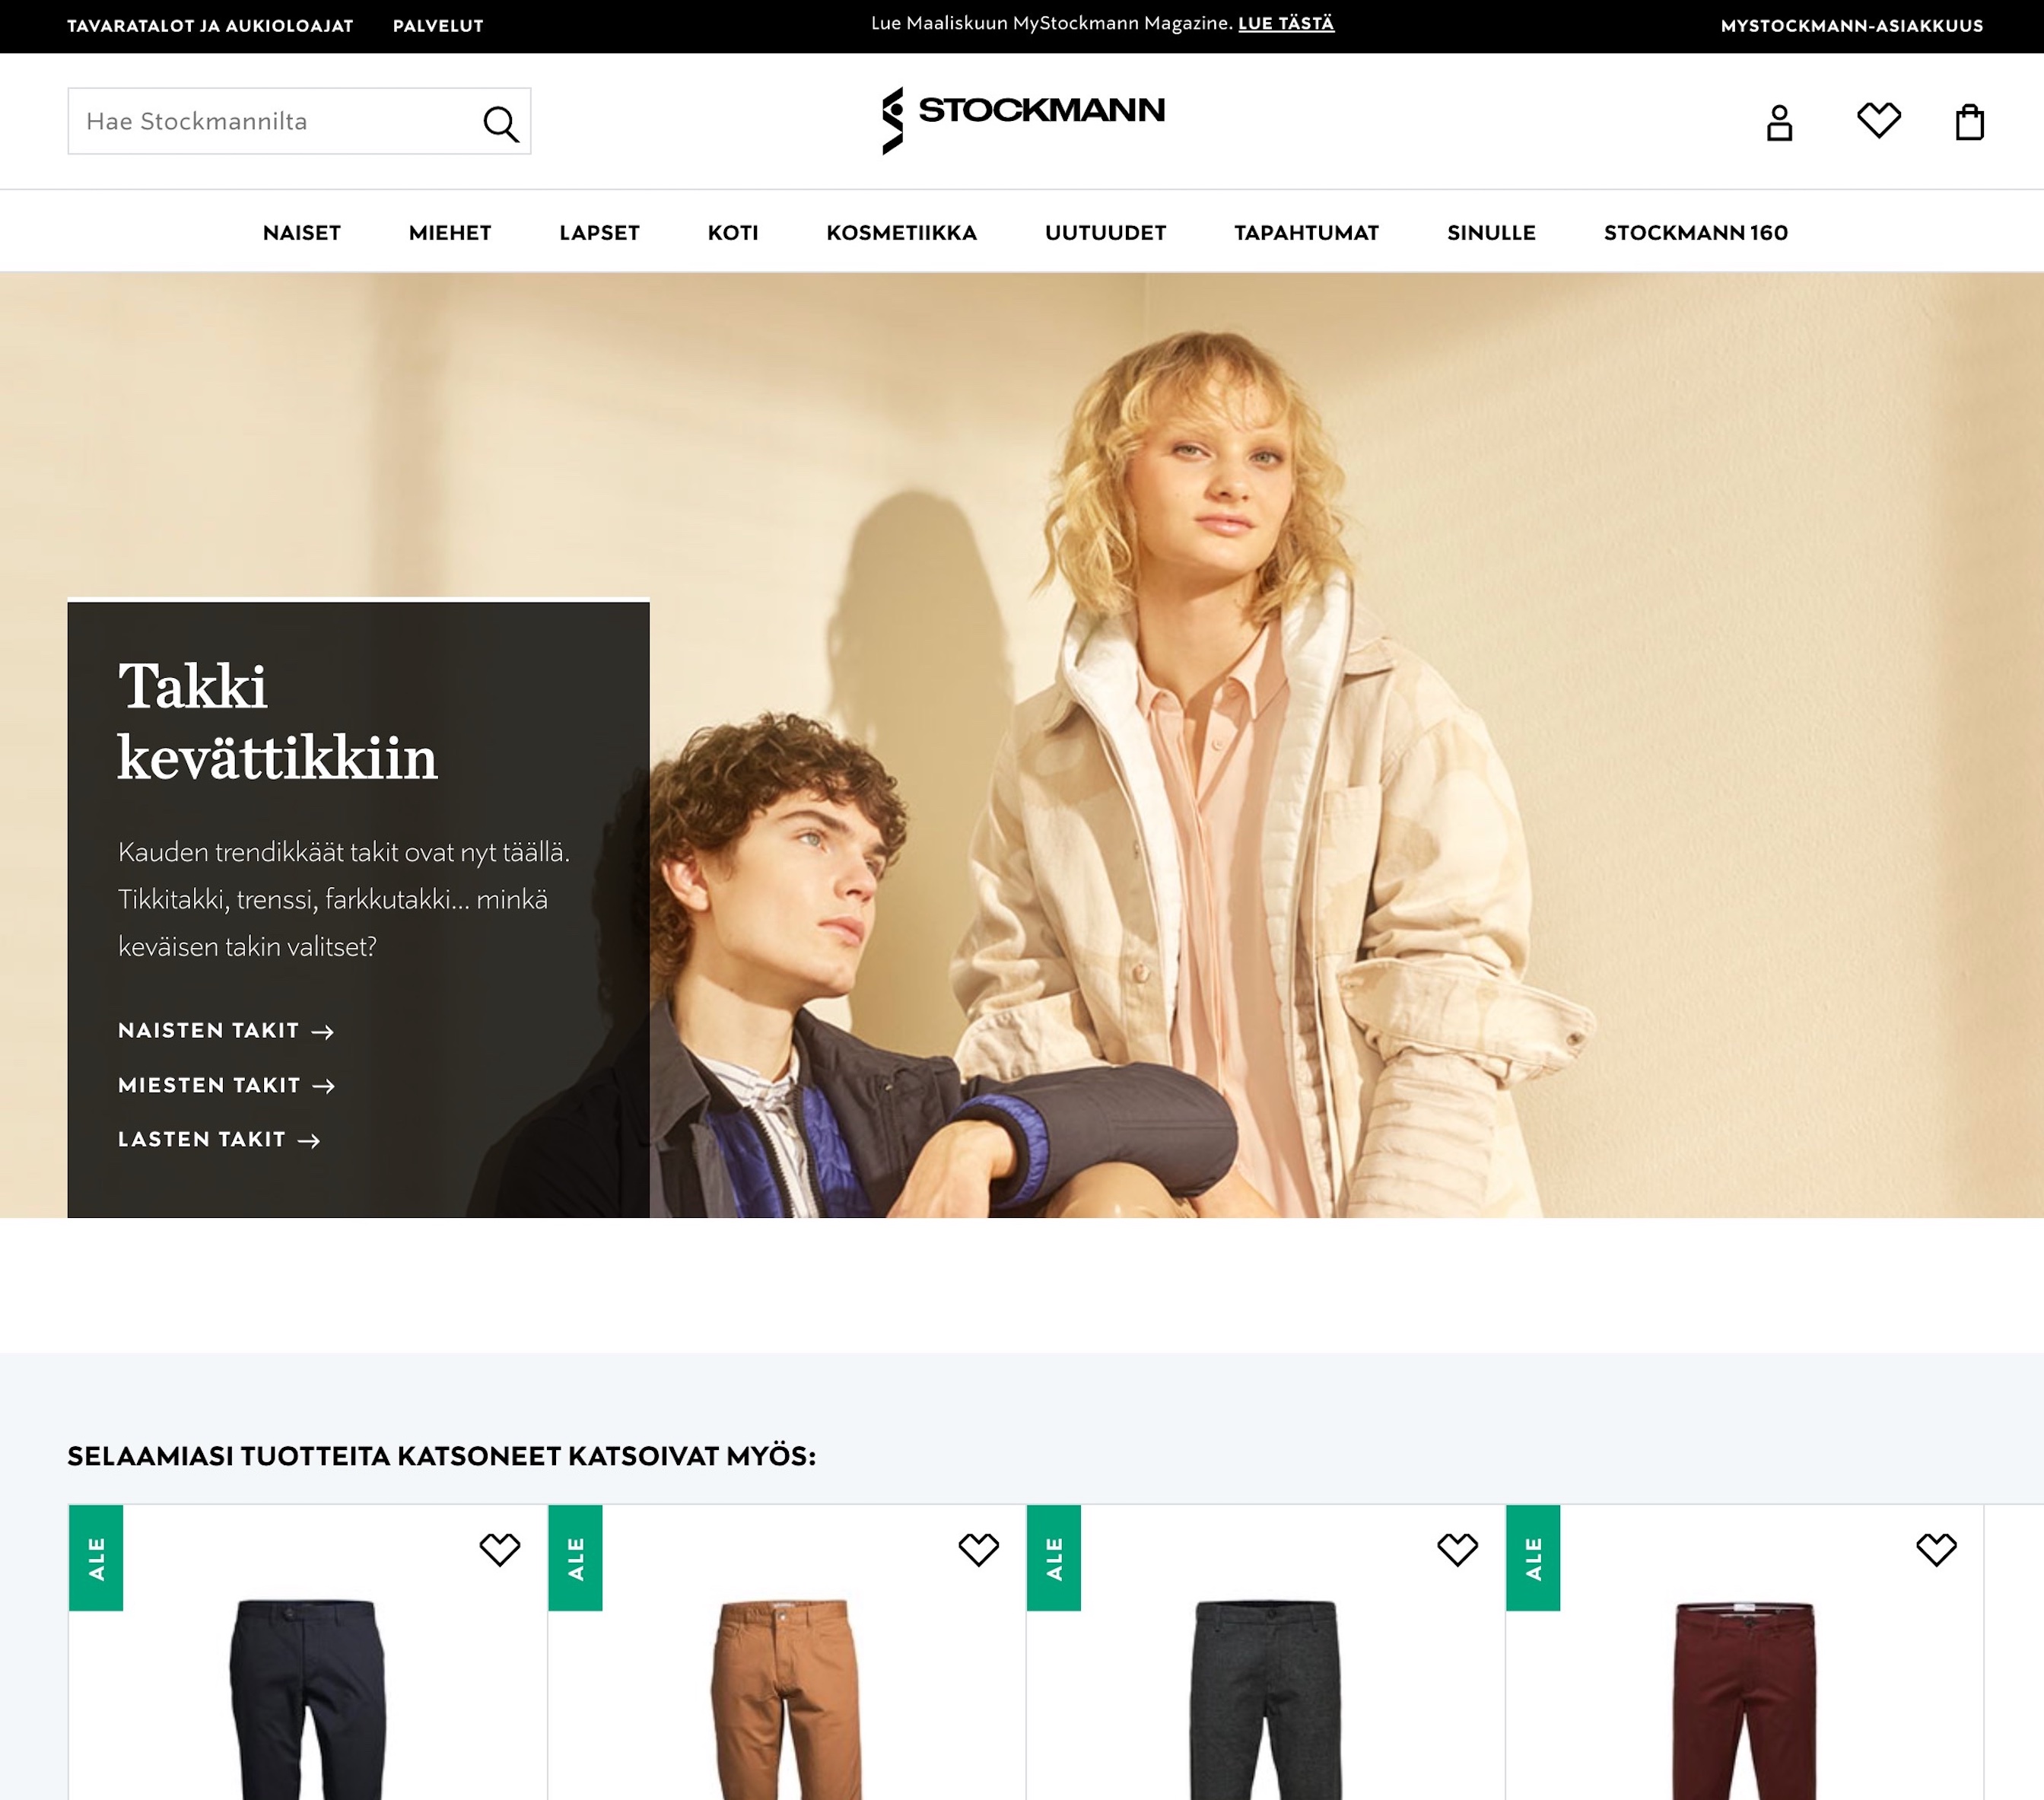 TAVARATALOT JA AUKIOLOAJAT
PALVELUT
Lue Maaliskuun MyStockmann Magazine. LUE TÄSTÄ
MYSTOCKMANN-ASIAKKUUS
Hae Stockmannilta
STOCKMANN
NAISET
MIEHET
LAPSET
KOTI
KOSMETIIKKA
UUTUUDET
TAPAHTUMAT
SINULLE
STOCKMANN 160
Takki
kevättikkiin
Kauden trendikkäät takit ovat nyt täällä.
Tikkitakki, trenssi, farkkutakki... minkä
keväisen takin valitset?
NAISTEN TAKIT →
MIESTEN TAKIT →
LASTEN TAKIT →
SELAAMIASI TUOTTEITA KATSONEET KATSOIVAT MYÖS:
ALE
ALE
ALE
ALE